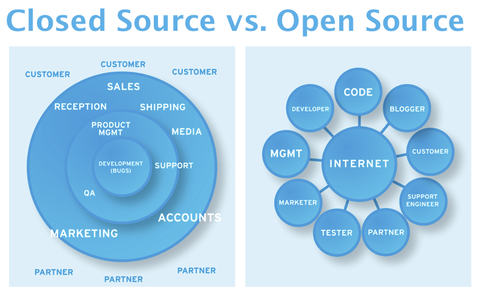 Closed Source vs. Open Source
CUSTOMER
CUSTOMER
CUSTOMER
SALES
RECEPTION
SHIPPING
PRODUCT
MGMT
MEDIA
DEVELOPMENT
(BUGS)
SUPPORT
QA
ACCOUNTS
MARKETING
PARTNER
PARTNER
PARTNER
CODE
DEVELOPER
BLOGGER
MGMT
INTERNET
CUSTOMER
MARKETER
SUPPORT
ENGINEER
TESTER
PARTNER